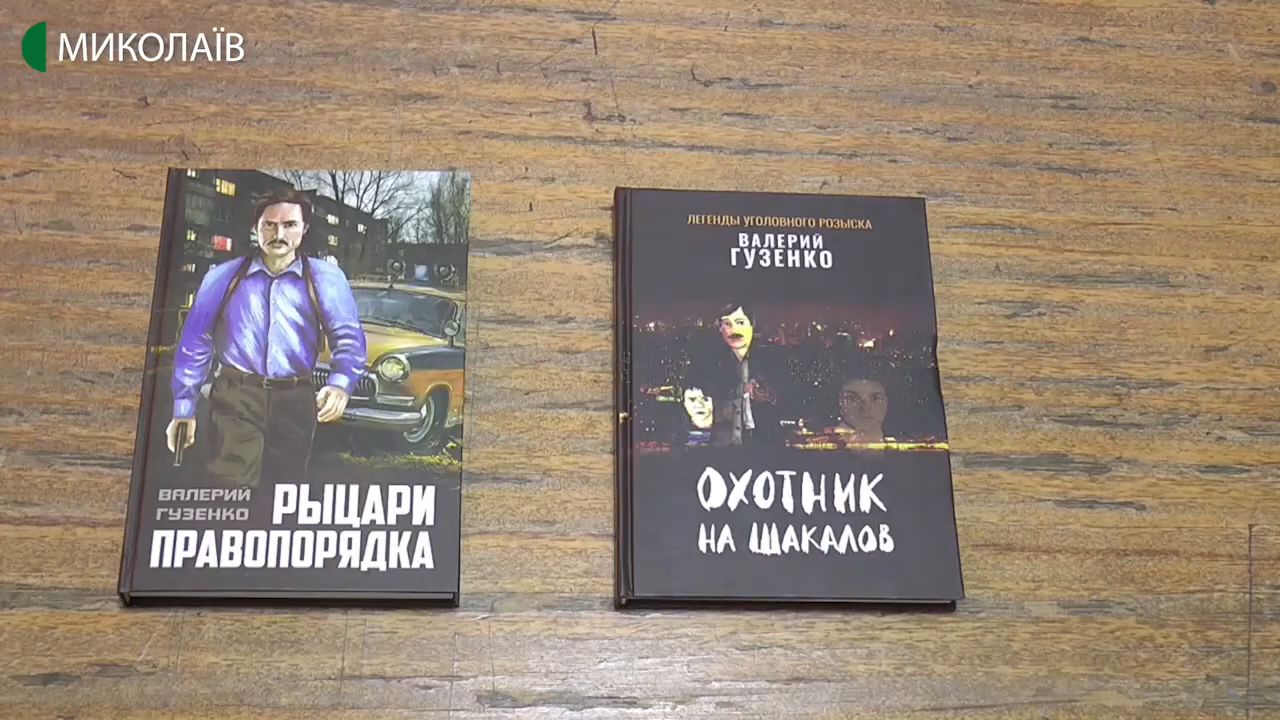 МИКОЛАЇВ
ВАЛЕРИЙ
ГУЗЕНКО
РЫЦАРИ
ПРАВОПОРЯДКА
ЛЕГЕНДЫ УГОЛОВНОГО РОЗЫСКА
ВАЛЕРИЙ
ГУЗЕНКО
ОХОТНИК
НА ШАКАЛОВ